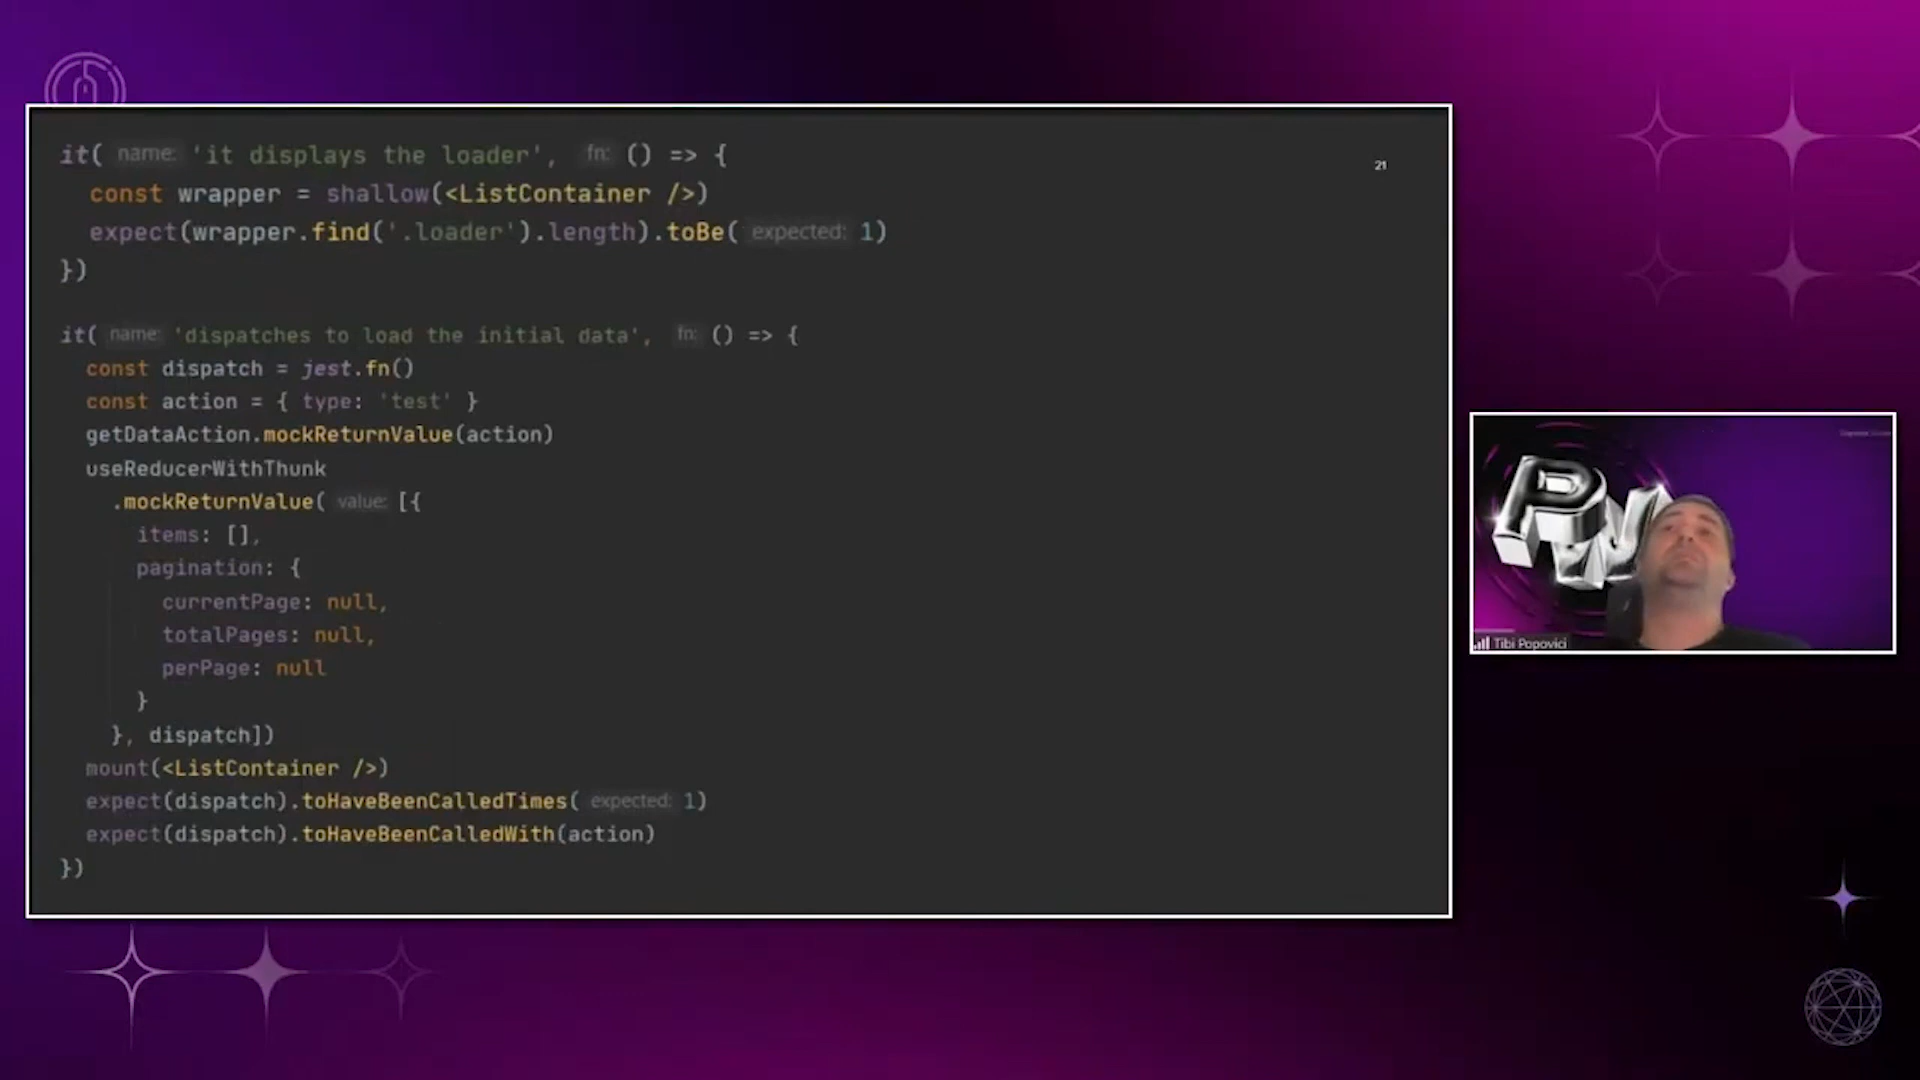 it( name: 'it displays the loader', fn: () => {
const wrapper = shallow(<ListContainer />)
expect(wrapper.find('.loader').length).toBe( expected: 1)
})
21
it( name: 'dispatches to load the initial data', fn: () => {
const dispatch = jest.fn()
const action = { type: 'test' }
getDataAction.mockReturnValue(action)
useReducerWithThunk
.mockReturnValue( value: [{
items: [],
pagination: {
currentPage: null,
totalPages: null,
perPage: null
}
}, dispatch])
mount(<ListContainer />)
expect(dispatch).toHaveBeenCalledTimes( expected: 1)
expect(dispatch).toHaveBeenCalledWith(action)
})
Tibi Popovici